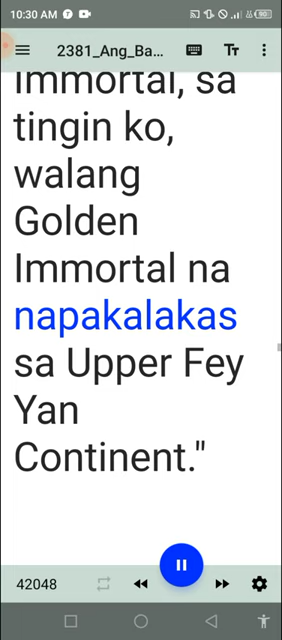 10:30 AM
2381_Ang_Ba...
Immortal, sa
tingin ko,
walang
Golden
Immortal na
napakalakas
sa Upper Fey
Yan
Continent."
42048